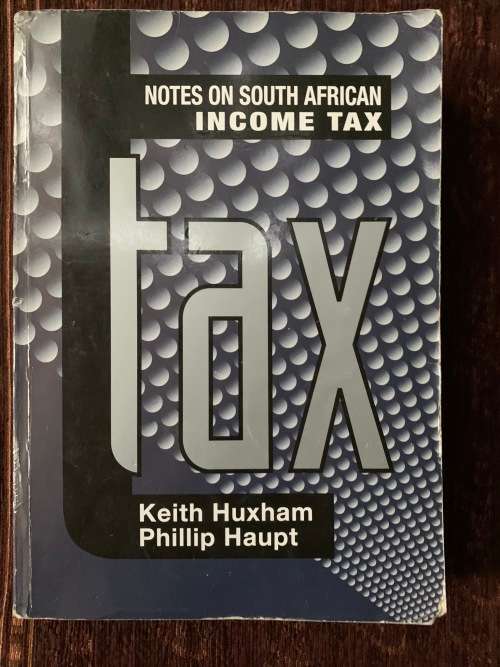 NOTES ON SOUTH AFRICAN
INCOME TAX
tax
Keith Huxham
Phillip Haupt